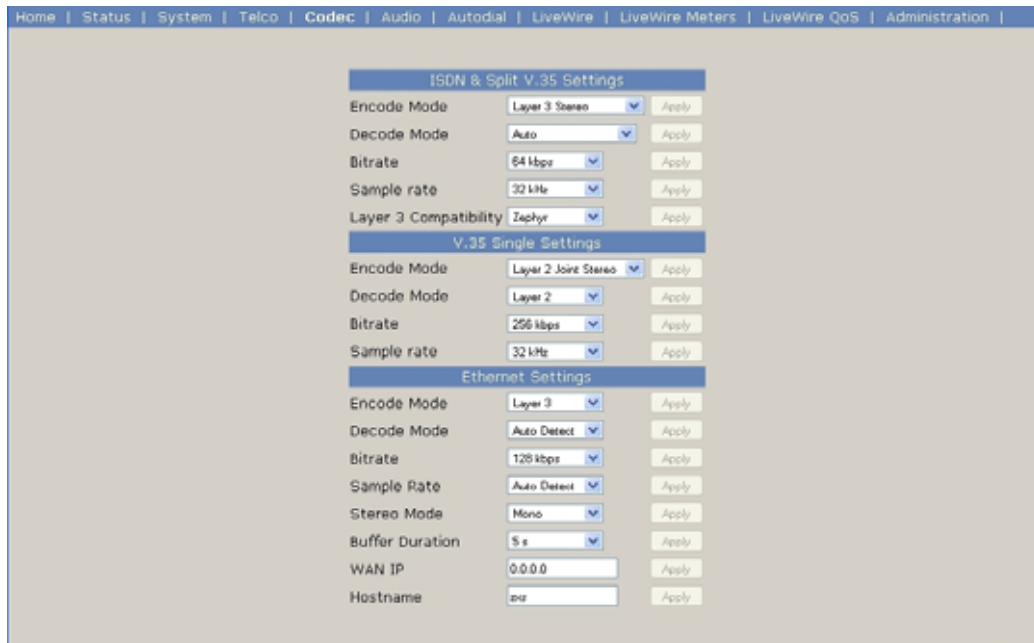 Home | Status | System | Telco | Codec | Audio | Autodial | LiveWire | LiveWire Meters | LiveWire QoS | Administration |
ISDN & Split V.35 Settings
Encode Mode Layer 3 Stereo Apply
Decode Mode Auto Apply
Bitrate 64 kbps Apply
Sample rate 32 kHz Apply
Layer 3 Compatibility Zephyr Apply
V.35 Single Settings
Encode Mode Layer 2 Joint Stereo Apply
Decode Mode Layer 2 Apply
Bitrate 256 kbps Apply
Sample rate 32 kHz Apply
Ethernet Settings
Encode Mode Layer 3 Apply
Decode Mode Auto Detect Apply
Bitrate 128 kbps Apply
Sample Rate Auto Detect Apply
Stereo Mode Mono Apply
Buffer Duration 5 s Apply
WAN IP 0.0.0.0 Apply
Hostname Apply